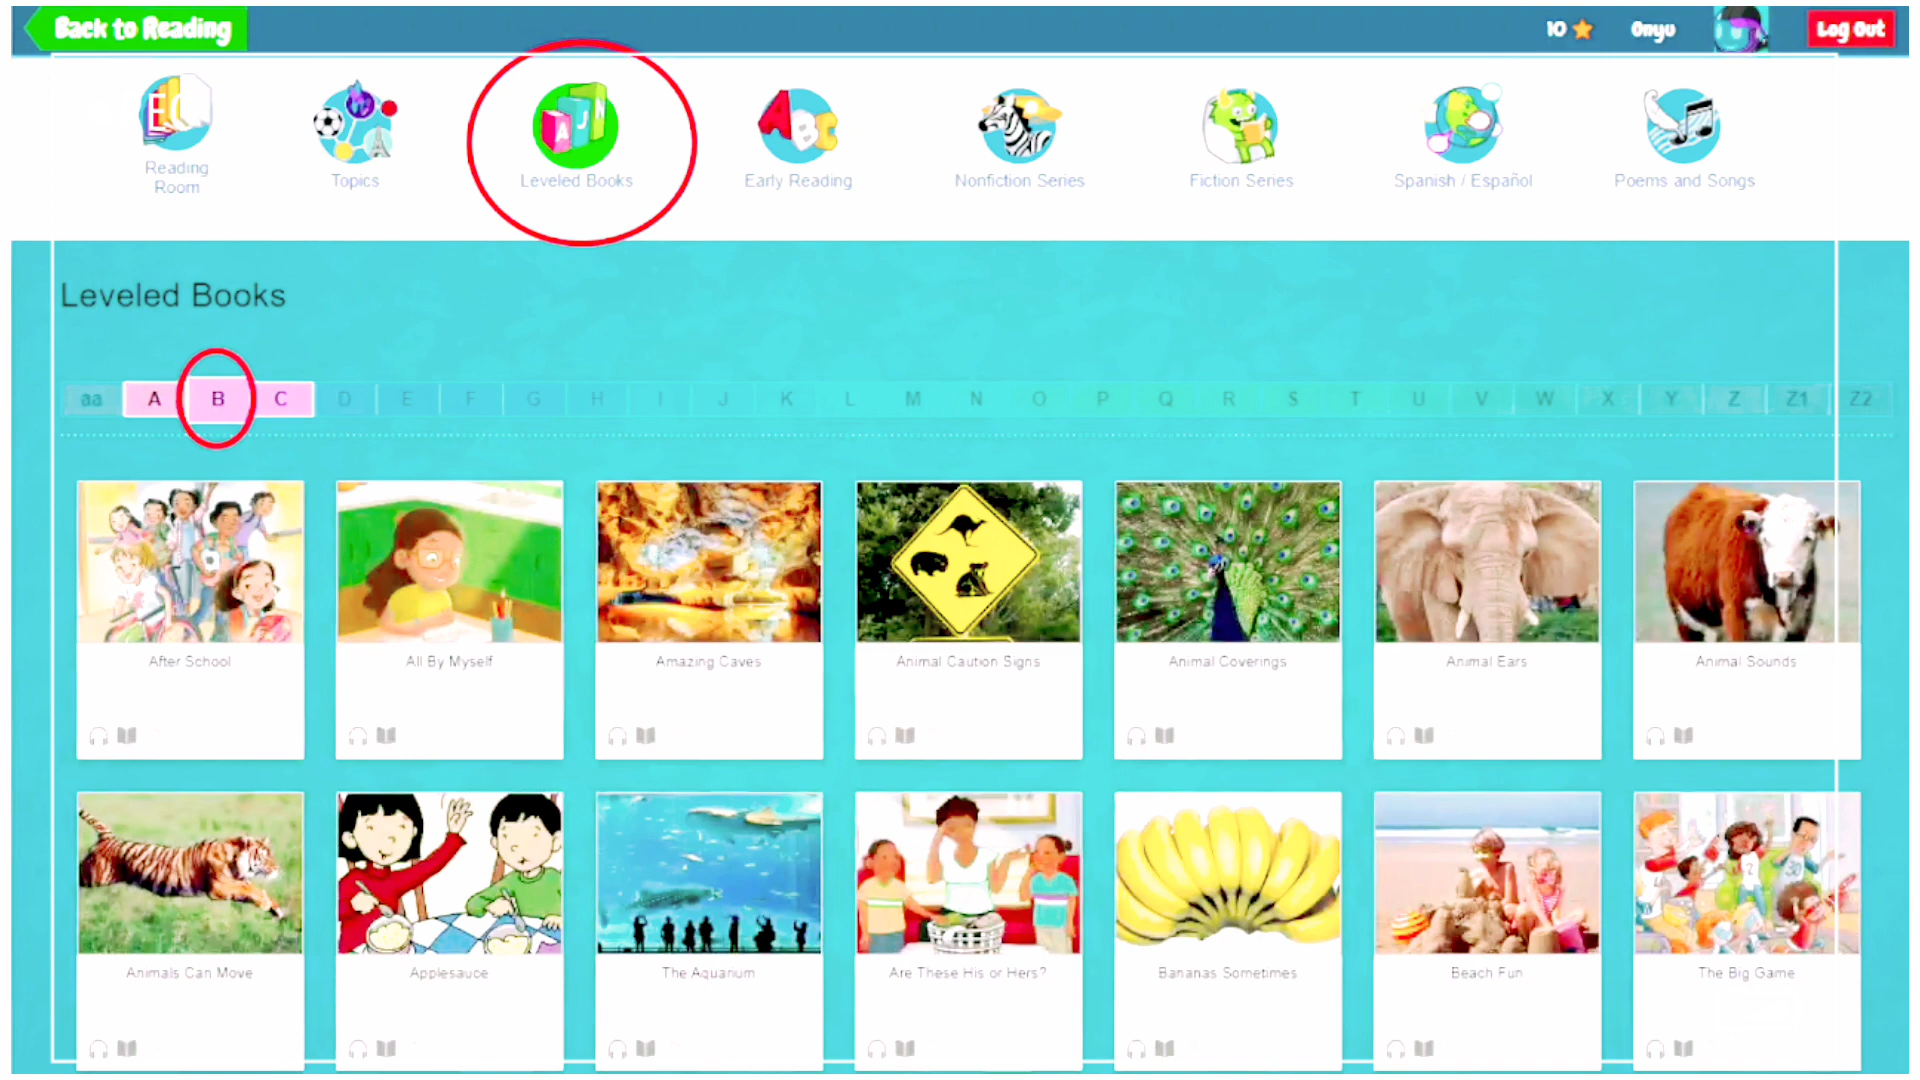 Back to Reading
10
Onyu
Log Out
Reading
Room
Topics
Leveled Books
Early Reading
Nonfiction Series
Fiction Series
Spanish / Español
Poems and Songs
Leveled Books
aa A B C D E F G H I J K L M N O P Q R S T U V W X Y Z Z1 Z2
After School
All By Myself
Amazing Caves
Animal Caution Signs
Animal Coverings
Animal Ears
Animal Sounds
Animals Can Move
Applesauce
The Aquarium
Are These His or Hers?
Bananas Sometimes
Beach Fun
The Big Game